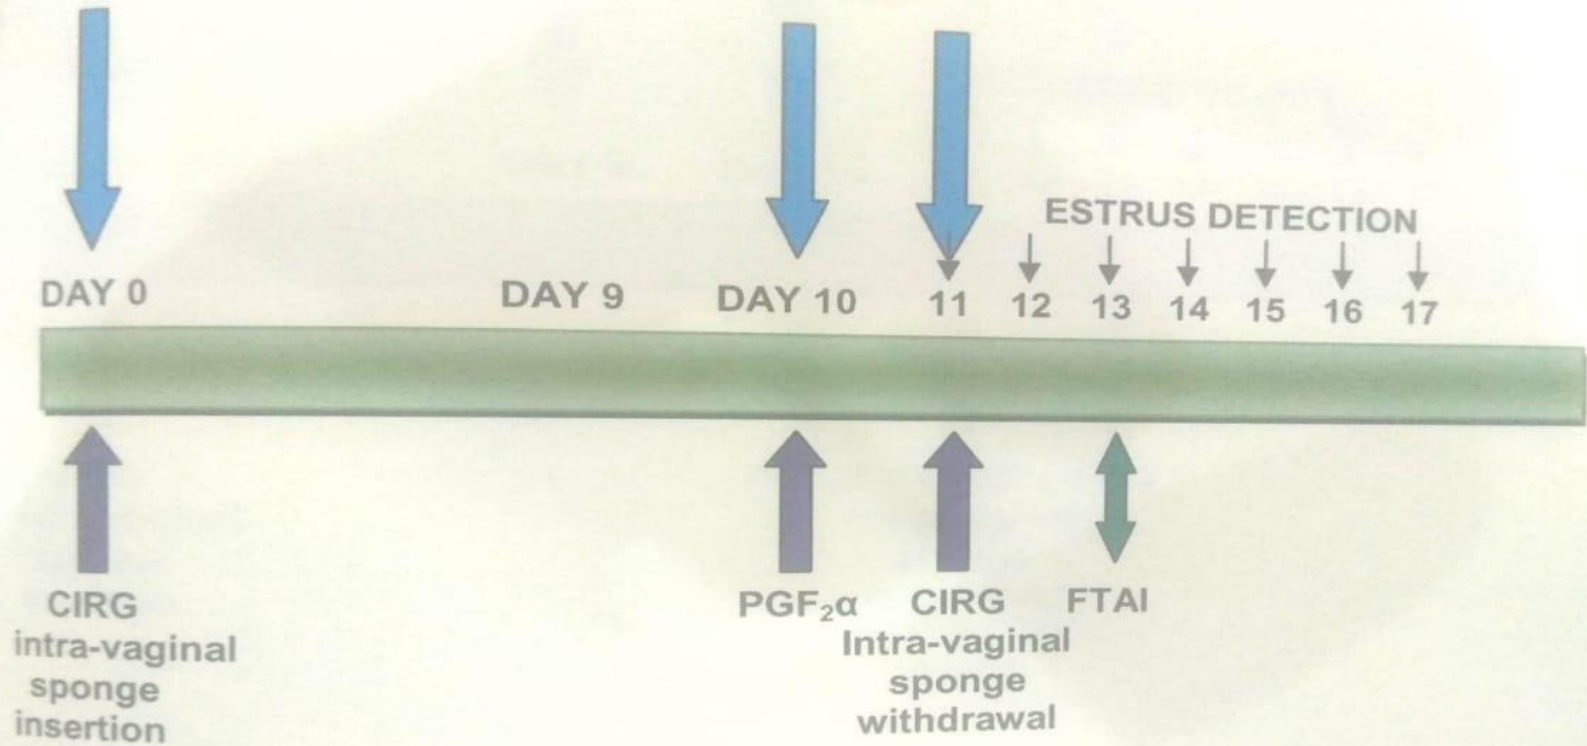 ESTRUS DETECTION
DAY 0 DAY 9 DAY 10 11 12 13 14 15 16 17
CIRG
intra-vaginal
sponge
insertion
PGF₂α
CIRG
Intra-vaginal
sponge
withdrawal
FTAI